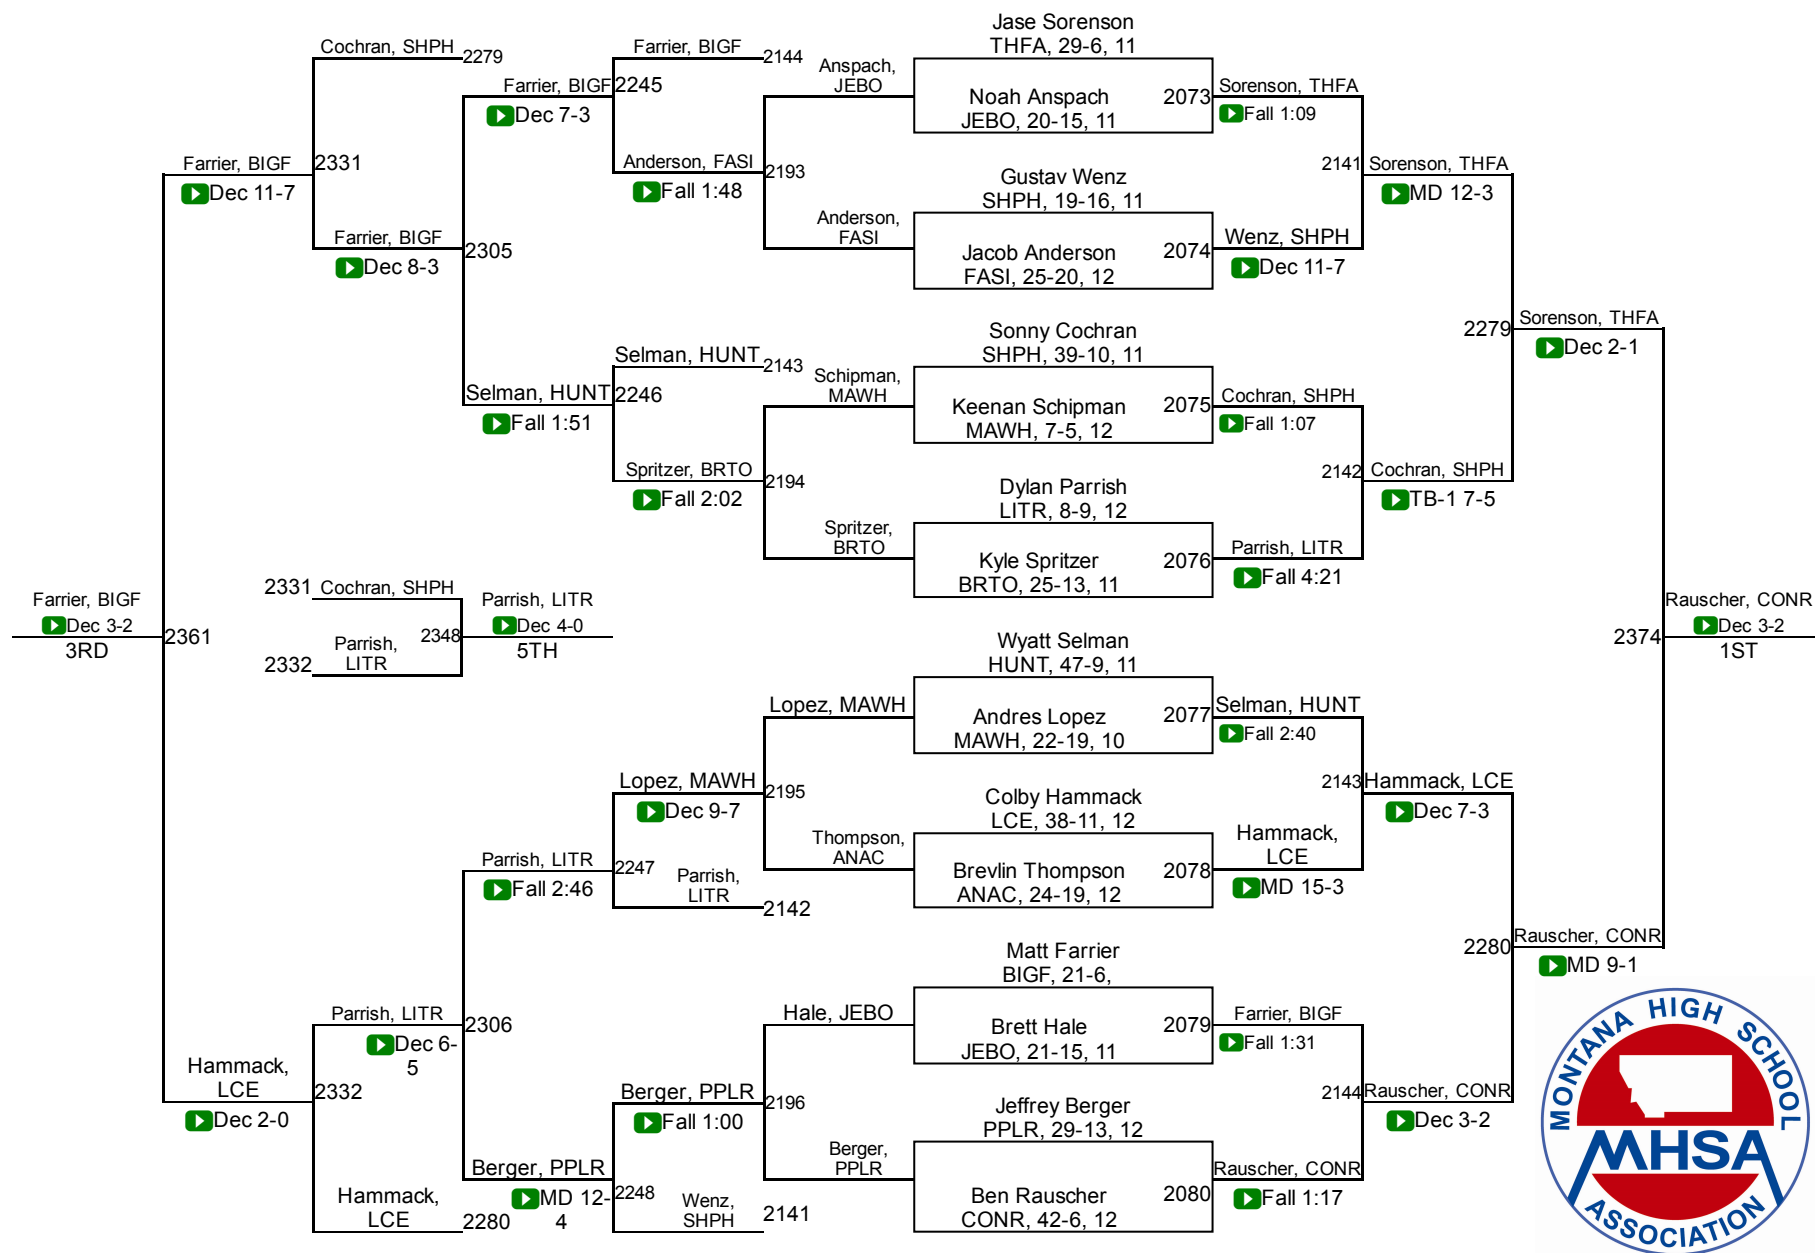 Jase Sorenson
THFA, 29-6, 11
Noah Anspach
JEBO, 20-15, 11
2073
Gustav Wenz
SHPH, 19-16, 11
Jacob Anderson
FASI, 25-20, 12
2074
Sonny Cochran
SHPH, 39-10, 11
Keenan Schipman
MAWH, 7-5, 12
2075
Dylan Parrish
LITR, 8-9, 12
Kyle Spritzer
BRTO, 25-13, 11
2076
Wyatt Selman
HUNT, 47-9, 11
Andres Lopez
MAWH, 22-19, 10
2077
Colby Hammack
LCE, 38-11, 12
Brevlin Thompson
ANAC, 24-19, 12
2078
Matt Farrier
BIGF, 21-6,
Brett Hale
JEBO, 21-15, 11
2079
Jeffrey Berger
PPLR, 29-13, 12
Ben Rauscher
CONR, 42-6, 12
2080
Sorenson, THFA
Fall 1:09
2141
Wenz, SHPH
Dec 11-7
Cochran, SHPH
Fall 1:07
2142
Parrish, LITR
Fall 4:21
Selman, HUNT
Fall 2:40
2143
Hammack,
LCE
MD 15-3
Farrier, BIGF
Fall 1:31
2144
Rauscher, CONR
Fall 1:17
Sorenson, THFA
MD 12-3
2279
Cochran, SHPH
TB-1 7-5
Hammack, LCE
Dec 7-3
2280
Rauscher, CONR
Dec 3-2
Sorenson, THFA
Dec 2-1
2374
Rauscher, CONR
MD 9-1
Rauscher, CONR
Dec 3-2
1ST
Anspach,
JEBO
2193
Anderson,
FASI
Schipman,
MAWH
2194
Spritzer,
BRTO
Lopez, MAWH
2195
Thompson,
ANAC
Hale, JEBO
2196
Berger,
PPLR
Farrier, BIGF
2144
2245
Anderson, FASI
Fall 1:48
Selman, HUNT
2143
2246
Spritzer, BRTO
Fall 2:02
Lopez, MAWH
Dec 9-7
2247
Parrish,
LITR
2142
Berger, PPLR
Fall 1:00
2248
Wenz,
SHPH
2141
Farrier, BIGF
Dec 7-3
2305
Selman, HUNT
Fall 1:51
Parrish, LITR
Fall 2:46
2306
Berger, PPLR
MD 12-
4
Cochran, SHPH
2279
2331
Farrier, BIGF
Dec 8-3
Parrish, LITR
Dec 6-
5
2332
Hammack,
LCE
2280
Farrier, BIGF
Dec 11-7
2361
Hammack,
LCE
Dec 2-0
Farrier, BIGF
Dec 3-2
3RD
2331
Cochran, SHPH
2348
2332
Parrish,
LITR
Parrish, LITR
Dec 4-0
5TH
MONTANA HIGH SCHOOL
MHSA
ASSOCIATION